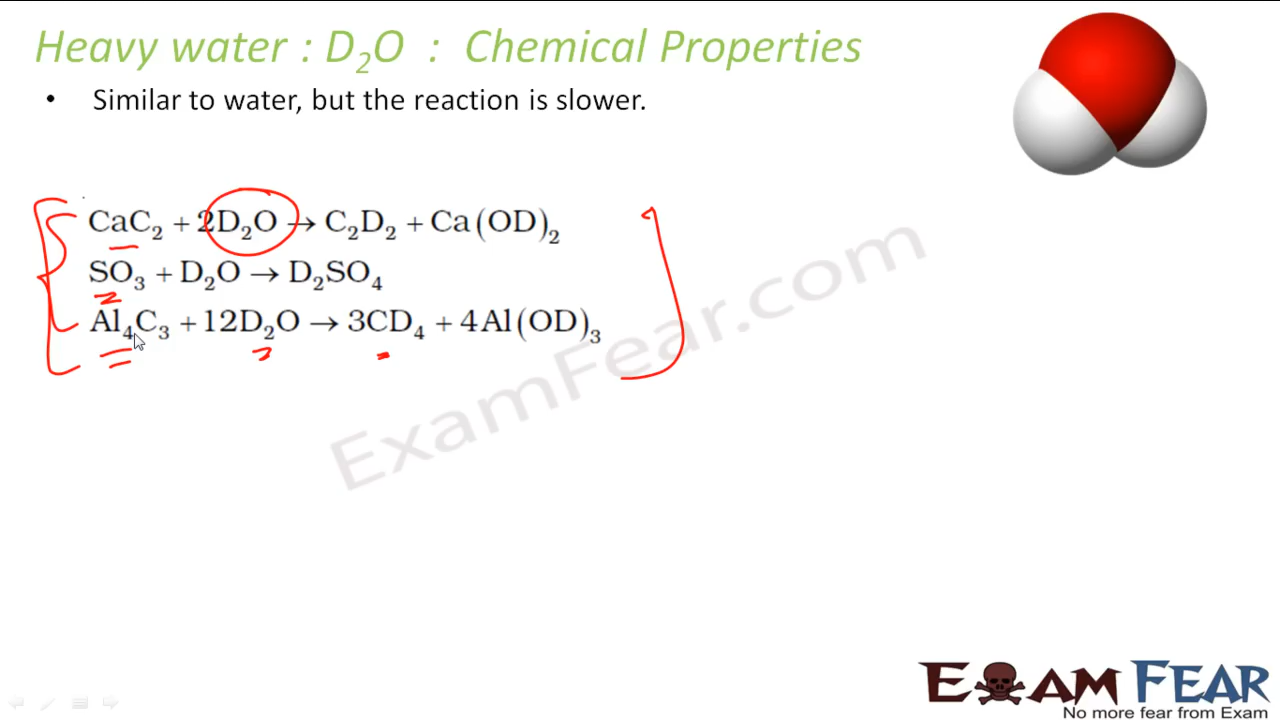 Heavy water : D₂O : Chemical Properties
• Similar to water, but the reaction is slower.
CaC₂ + 2D₂O → C₂D₂ + Ca(OD)₂
SO₃ + D₂O → D₂SO₄
Al₄C₃ + 12D₂O → 3CD₄ + 4Al(OD)₃
ExamFear.com
EXAM FEAR
No more fear from Exam